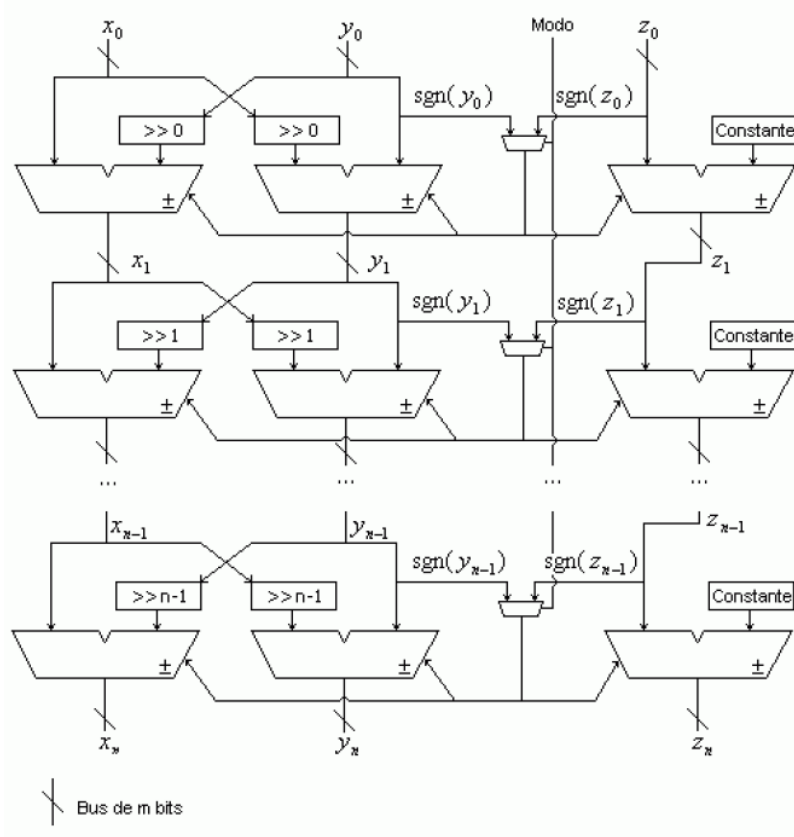 x₀ y₀ Modo z₀
sgn(y₀) sgn(z₀)
>>0 >>0 Constante
± ± ±
x₁ y₁ z₁
sgn(y₁) sgn(z₁)
>>1 >>1 Constante
± ± ±
... ... ... ...
xₙ₋₁ yₙ₋₁ zₙ₋₁
sgn(yₙ₋₁) sgn(zₙ₋₁)
>>n-1 >>n-1 Constante
± ± ±
xₙ yₙ zₙ
Bus de m bits